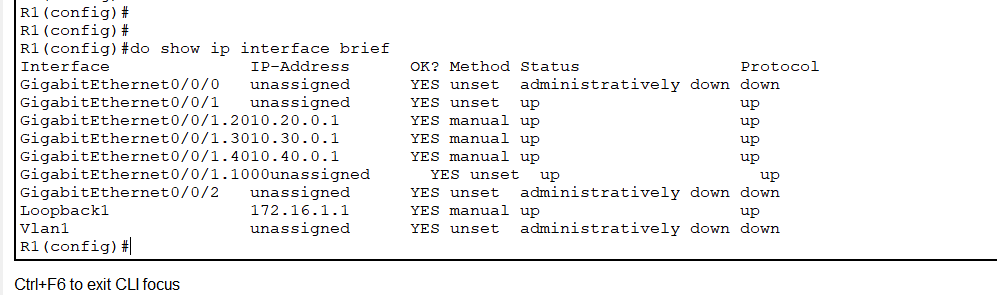 R1(config)#
R1(config)#
R1(config)#do show ip interface brief
Interface              IP-Address      OK? Method Status                Protocol
GigabitEthernet0/0/0   unassigned      YES unset  administratively down down
GigabitEthernet0/0/1   unassigned      YES unset  up                    up
GigabitEthernet0/0/1.2010.20.0.1       YES manual up                    up
GigabitEthernet0/0/1.3010.30.0.1       YES manual up                    up
GigabitEthernet0/0/1.4010.40.0.1       YES manual up                    up
GigabitEthernet0/0/1.1000unassigned      YES unset  up                    up
GigabitEthernet0/0/2   unassigned      YES unset  administratively down down
Loopback1              172.16.1.1      YES manual up                    up
Vlan1                  unassigned      YES unset  administratively down down
R1(config)#
Ctrl+F6 to exit CLI focus